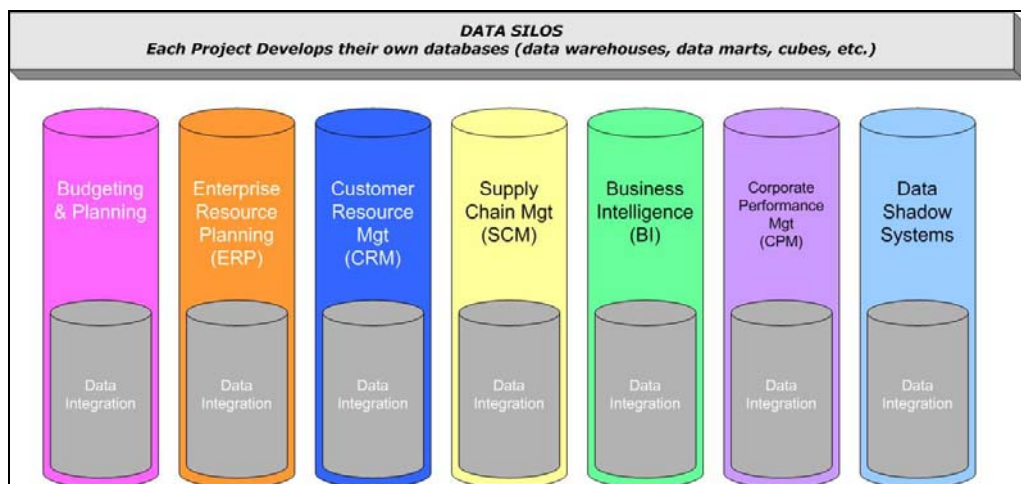 DATA SILOS
Each Project Develops their own databases (data warehouses, data marts, cubes, etc.)
Budgeting
& Planning
Enterprise
Resource
Planning
(ERP)
Customer
Resource
Mgt
(CRM)
Supply
Chain Mgt
(SCM)
Business
Intelligence
(BI)
Corporate
Performance
Mgt
(CPM)
Data
Shadow
Systems
Data
Integration
Data
Integration
Data
Integration
Data
Integration
Data
Integration
Data
Integration
Data
Integration